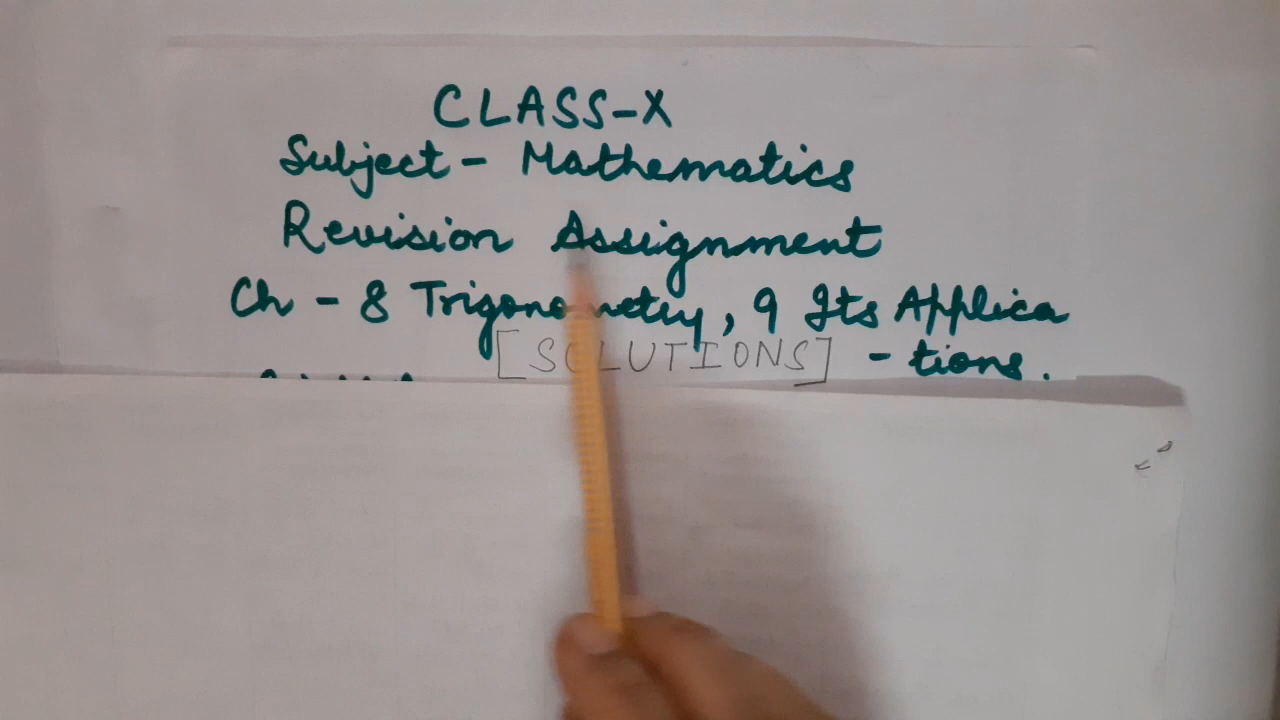 CLASS-X
Subject - Mathematics
Revision Assignment
Ch - 8 Trigonometry, 9 Its Applica
[SOLUTIONS] - tions.